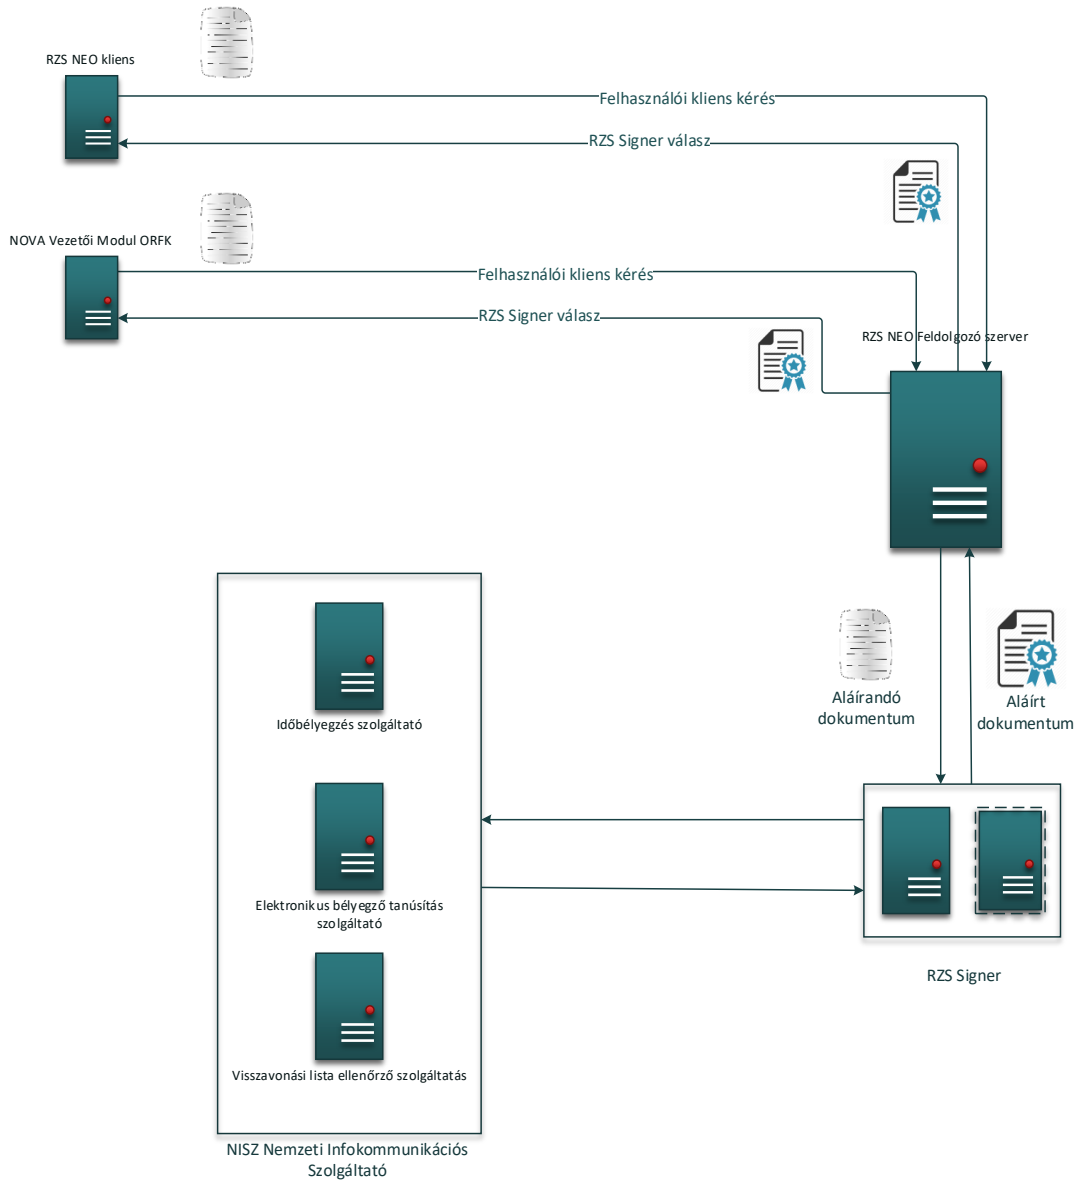 RZS NEO kliens
Felhasználói kliens kérés
RZS Signer válasz
NOVA Vezetői Modul ORFK
Felhasználói kliens kérés
RZS Signer válasz
RZS NEO Feldolgozó szerver
Aláírandó
dokumentum
Aláírt
dokumentum
Időbélyegzés szolgáltató
Elektronikus bélyegző tanúsítás
szolgáltató
Visszavonási lista ellenőrző szolgáltatás
RZS Signer
NISZ Nemzeti Infokommunikációs
Szolgáltató